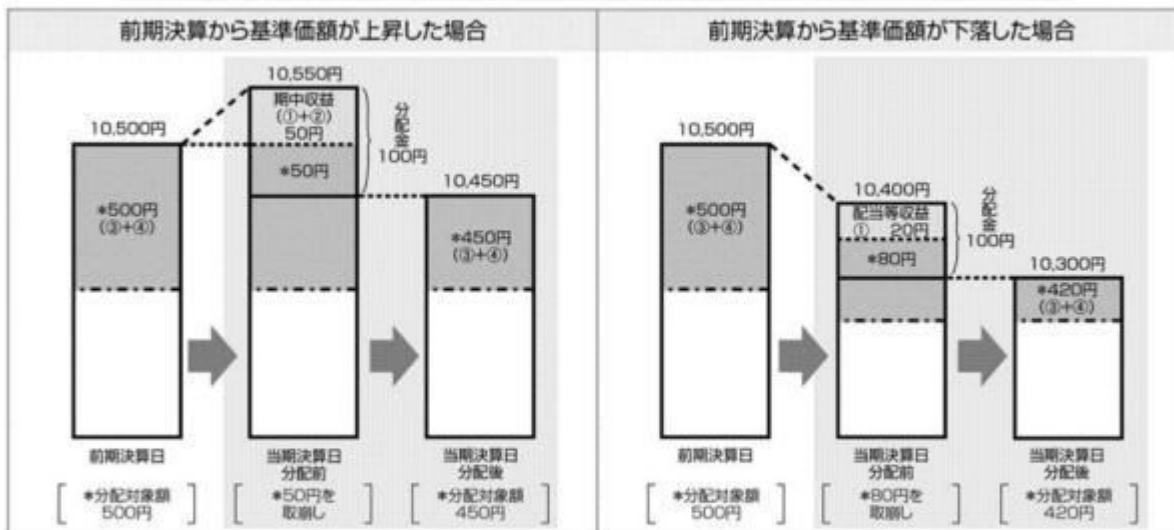 前期決算から基準価額が上昇した場合
10,550円
期中収益
(①+②)
50円
*50円
分配金
100円
10,500円
*500円
(③+④)
10,450円
*450円
(③+④)
前期決算日
当期決算日
分配前
当期決算日
分配後
*分配対象額
500円
*50円を
取崩し
*分配対象額
450円
前期決算から基準価額が下落した場合
10,500円
*500円
(③+④)
10,400円
配当等収益
① 20円
*80円
分配金
100円
10,300円
*420円
(③+④)
前期決算日
当期決算日
分配前
当期決算日
分配後
*分配対象額
500円
*80円を
取崩し
*分配対象額
420円